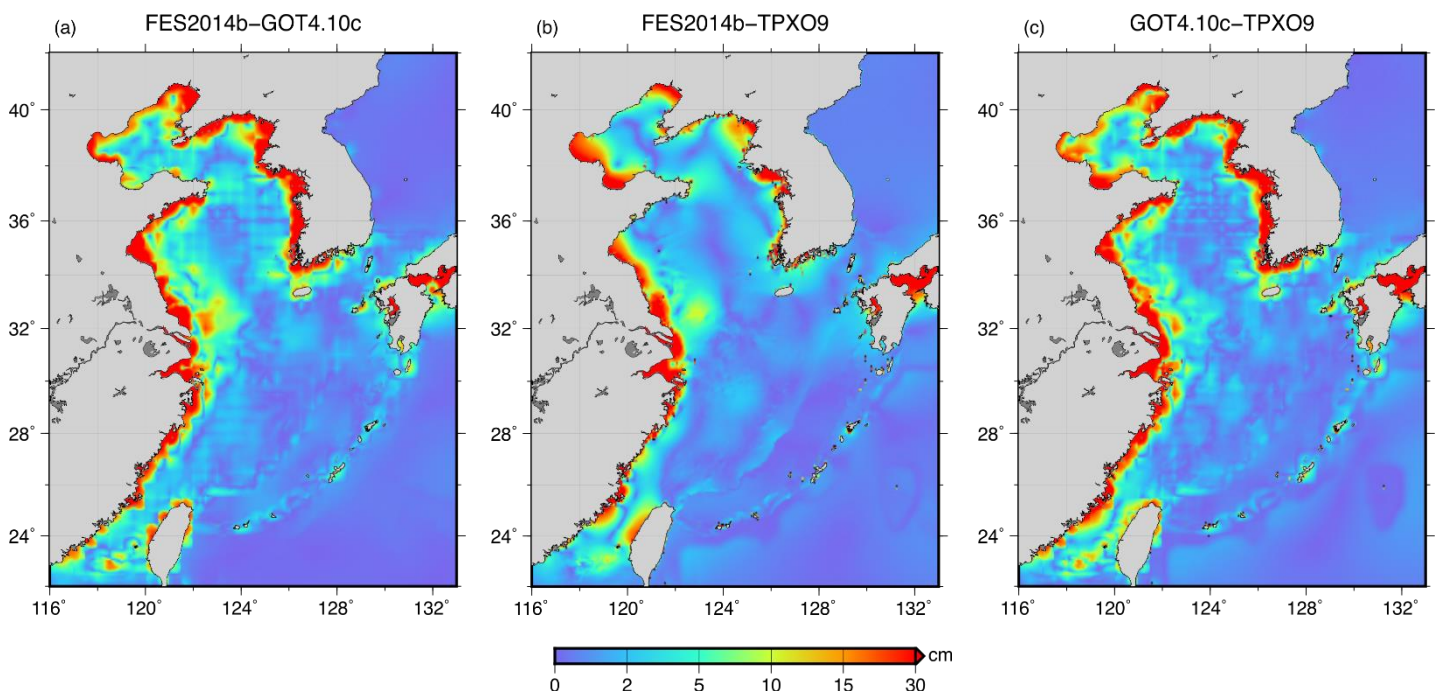 (a) FES2014b−GOT4.10c
(b) FES2014b−TPXO9
(c) GOT4.10c−TPXO9
40° 40° 40°
36° 36° 36°
32° 32° 32°
28° 28° 28°
24° 24° 24°
116° 120° 124° 128° 132° 116° 120° 124° 128° 132° 116° 120° 124° 128° 132°
cm
0 2 5 10 15 30